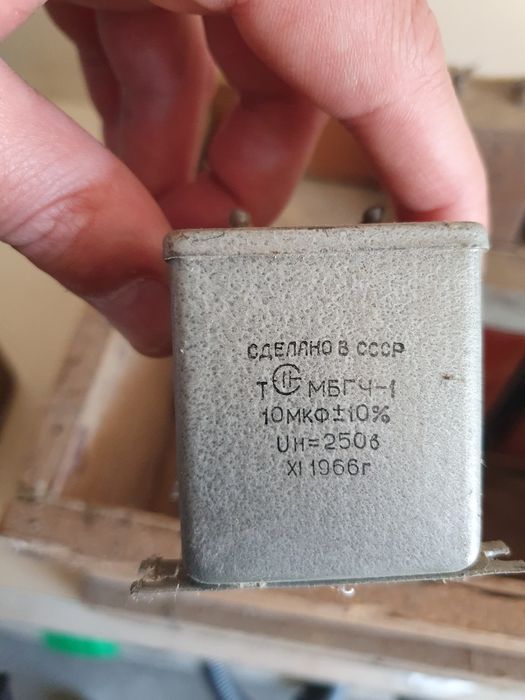 СДЕЛАНО В СССР
Т МБГЧ-1
10МКФ±10%
UН=250В
XI 1966г